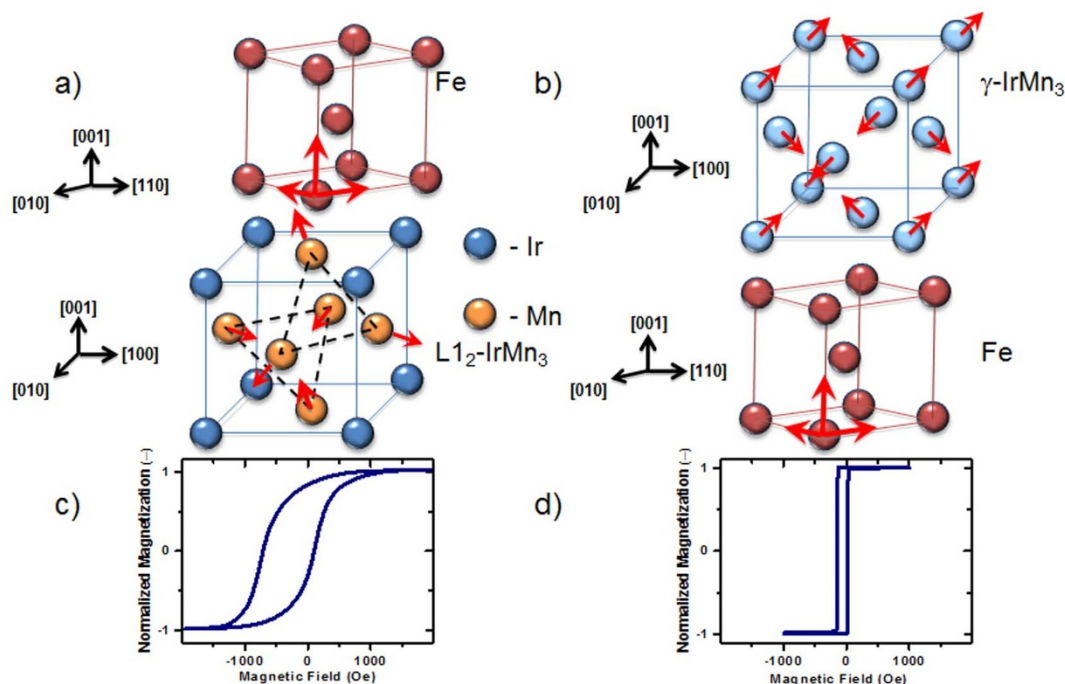 a)
Fe
[001]
[010]
[110]
- Ir
- Mn
L1₂-IrMn₃
[001]
[100]
[010]
b)
γ-IrMn₃
[001]
[100]
[010]
Fe
[001]
[010]
[110]
c)
Normalized Magnetization (--)
1
0
-1
-1000
0
1000
Magnetic Field (Oe)
d)
Normalized Magnetization (--)
1
0
-1
-1000
0
1000
Magnetic Field (Oe)